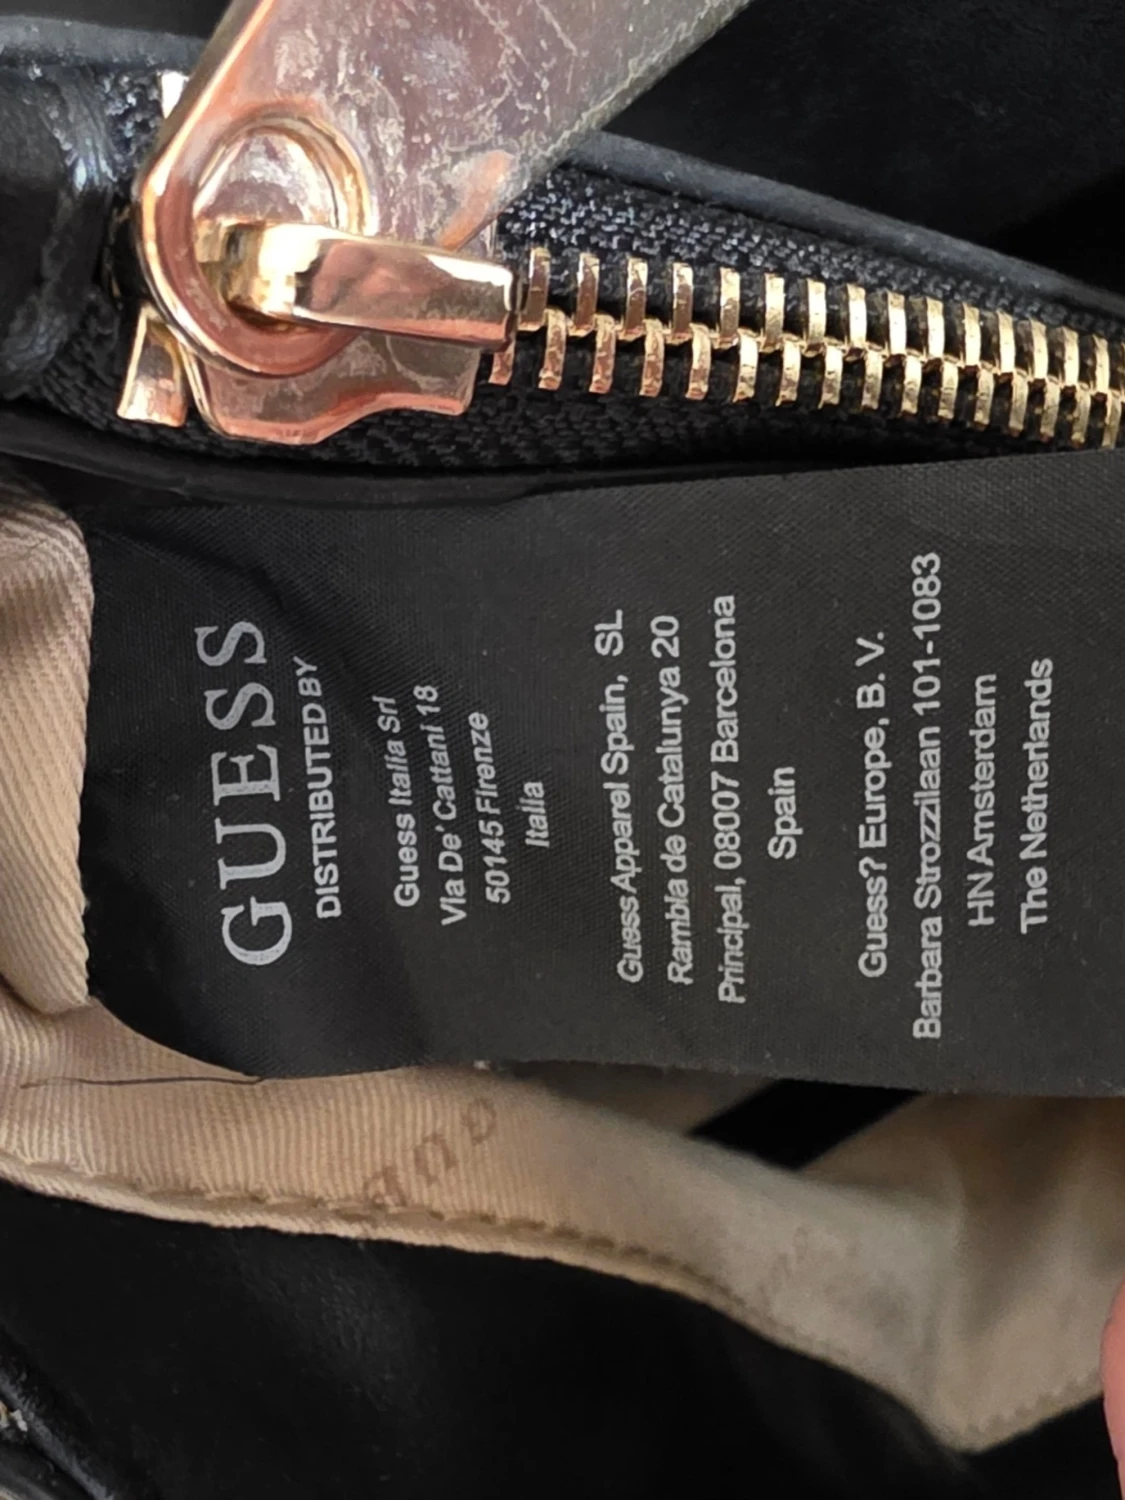 GUESS
DISTRIBUTED BY
Guess Italia Srl
Via De' Cattani 18
50145 Firenze
Italia
Guess Apparel Spain, SL
Rambla de Catalunya 20
Principal, 08007 Barcelona
Spain
Guess? Europe, B. V.
Barbara Strozzilaan 101-1083
HN Amsterdam
The Netherlands